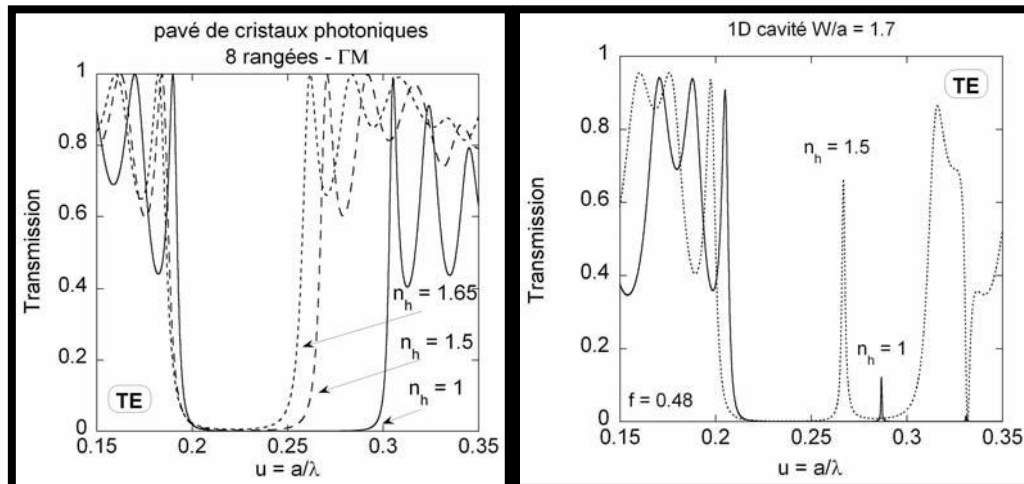 pavé de cristaux photoniques
8 rangées - ΓM
1
0.8
0.6
0.4
0.2
0
Transmission
n_h = 1.65
n_h = 1.5
n_h = 1
TE
0.15 0.20 0.25 0.30 0.35
u = a/λ
1D cavité W/a = 1.7
1
0.8
0.6
0.4
0.2
0
Transmission
TE
n_h = 1.5
n_h = 1
f = 0.48
0.15 0.2 0.25 0.3 0.35
u = a/λ